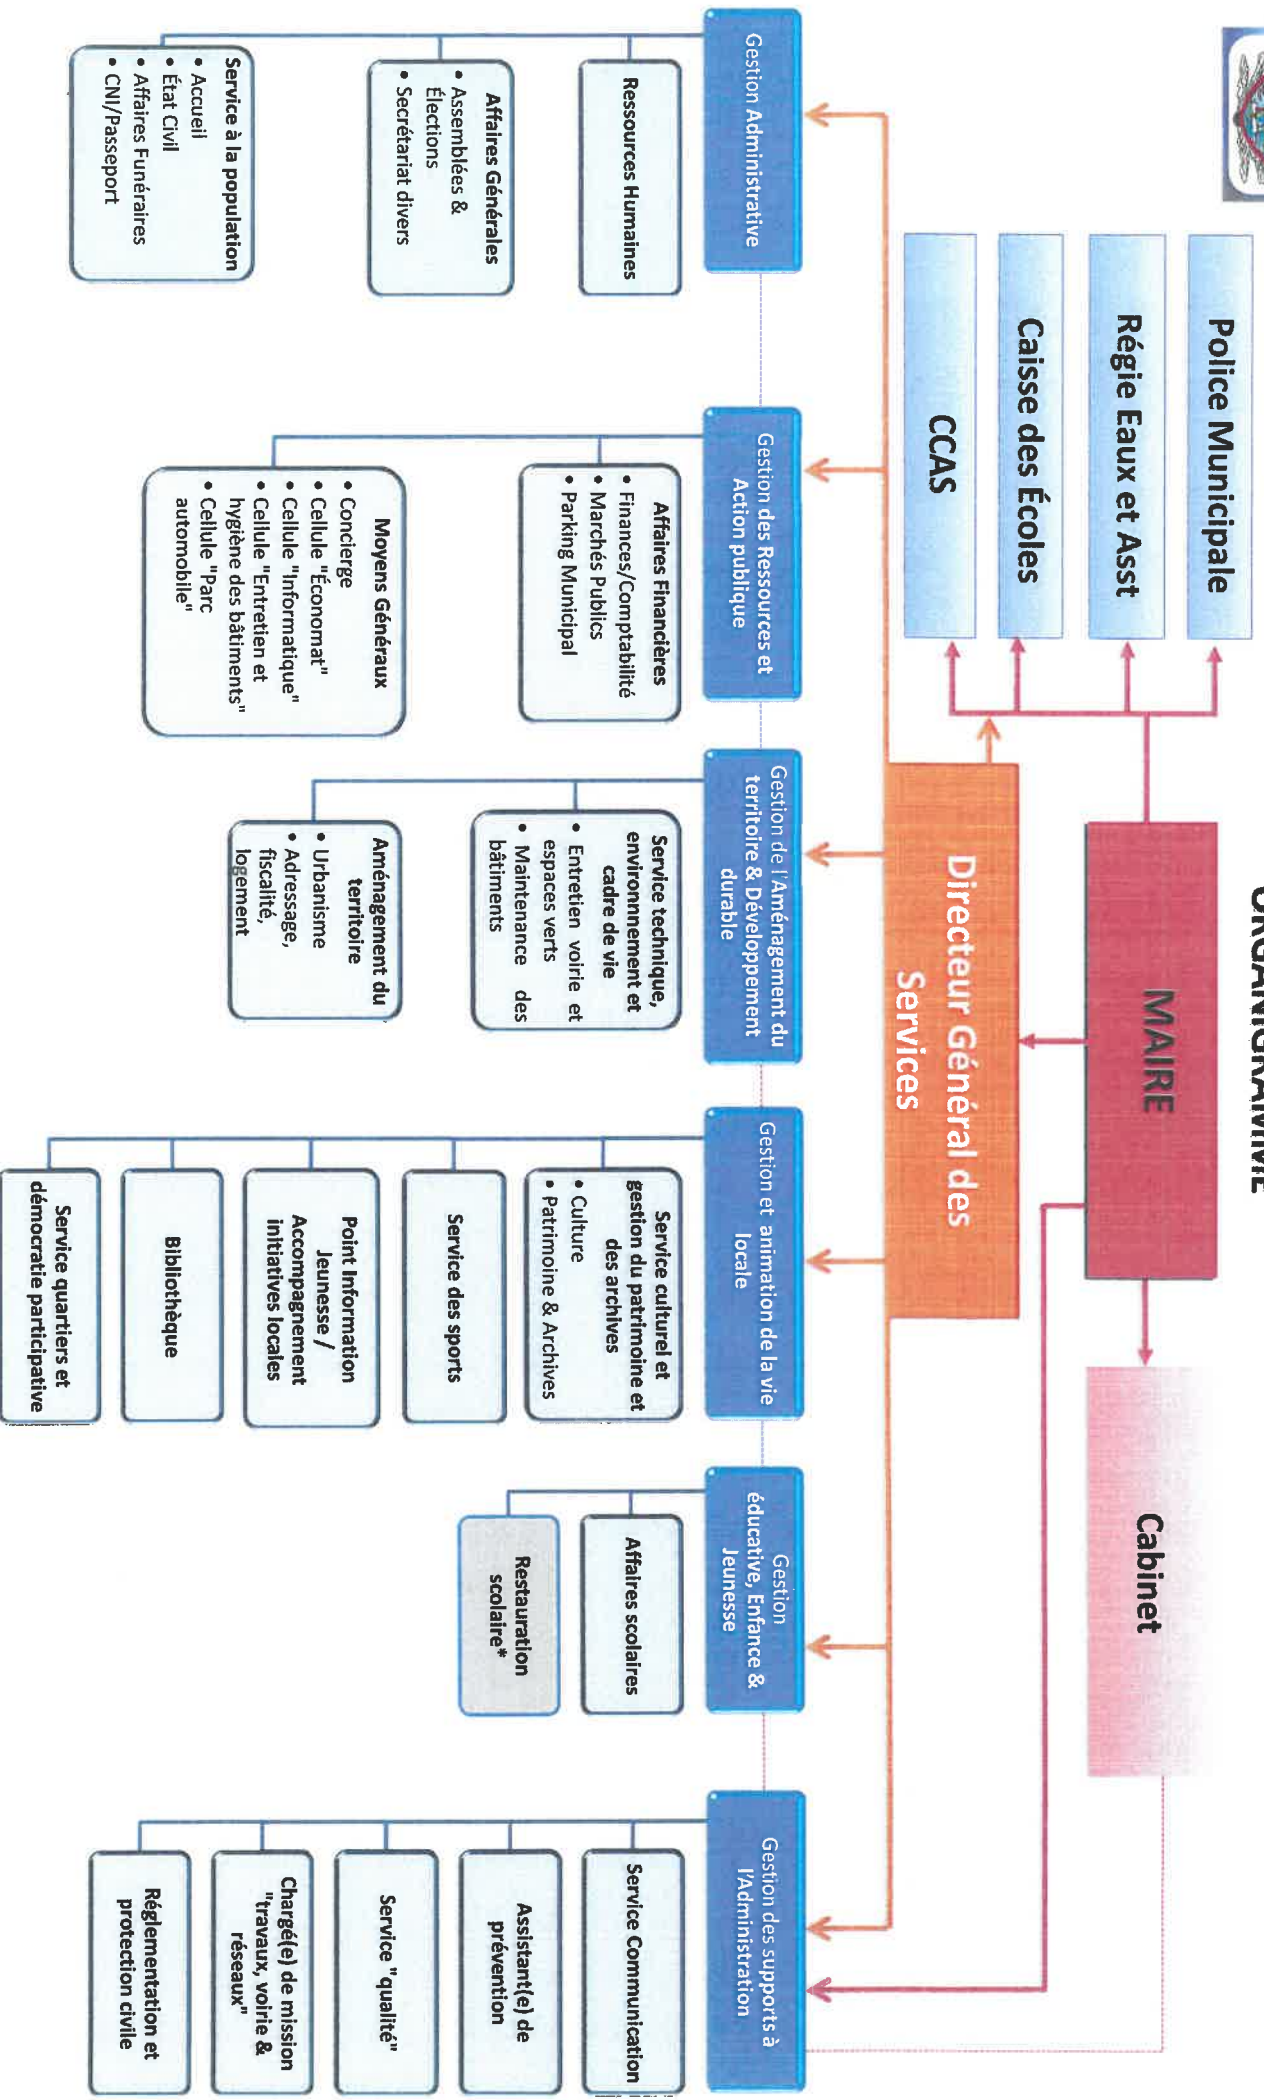 ORGANIGRAMME
MAIRE
Cabinet
Police Municipale
Régie Eaux et Asst
Caisse des Écoles
CCAS
Directeur Général des
Services
Gestion Administrative
Ressources Humaines
Affaires Générales
• Assemblées &
Élections
• Secrétariat divers
Service à la population
• Accueil
• État Civil
• Affaires Funéraires
• CNI/Passeport
Gestion des Ressources et
Action publique
Affaires Financières
• Finances/Comptabilité
• Marchés Publics
• Parking Municipal
Moyens Généraux
• Concierge
• Cellule "Économat"
• Cellule "Informatique"
• Cellule "Entretien et
hygiène des bâtiments"
• Cellule "Parc
automobile"
Gestion de l'Aménagement du
territoire & Développement
durable
Service technique,
environnnement et
cadre de vie
• Entretien voirie et
espaces verts
• Maintenance des
bâtiments
Aménagement du
territoire
• Urbanisme
• Adressage,
fiscalité,
logement
Gestion et animation de la vie
locale
Service culturel et
gestion du patrimoine et
des archives
• Culture
• Patrimoine & Archives
Service des sports
Point Information
Jeunesse /
Accompagnement
initiatives locales
Bibliothèque
Service quartiers et
démocratie participative
Gestion
éducative, Enfance &
Jeunesse
Affaires scolaires
Restauration
scolaire*
Gestion des supports à
l'Administration
Service Communication
Assistant(e) de
prévention
Service "qualité"
Chargé(e) de mission
"travaux, voirie &
réseaux"
Réglementation et
protection civile